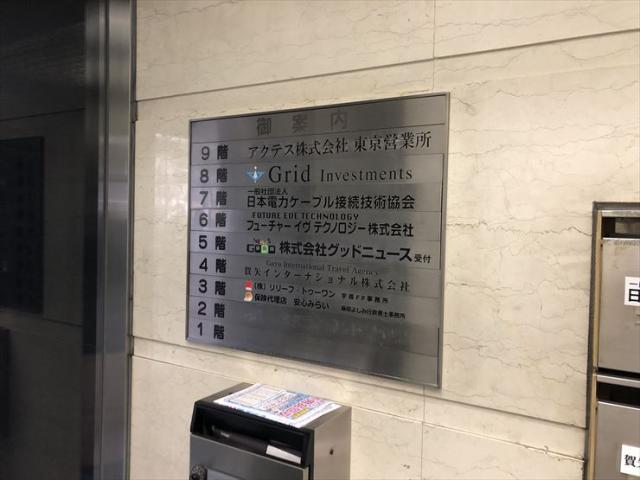 御案内
9階 アクテス株式会社 東京営業所
8階 Grid Investments
7階 一般社団法人
日本電力ケーブル接続技術協会
6階 FUTURE EVE TECHNOLOGY
フューチャー イヴ テクノロジー株式会社
5階 株式会社グッドニュース 受付
4階 Gaya International Travel Agency
賀矢インターナショナル株式会社
3階 (株)リリーフ・トゥーワン
保険代理店 安心みらい
2階
1階
賀